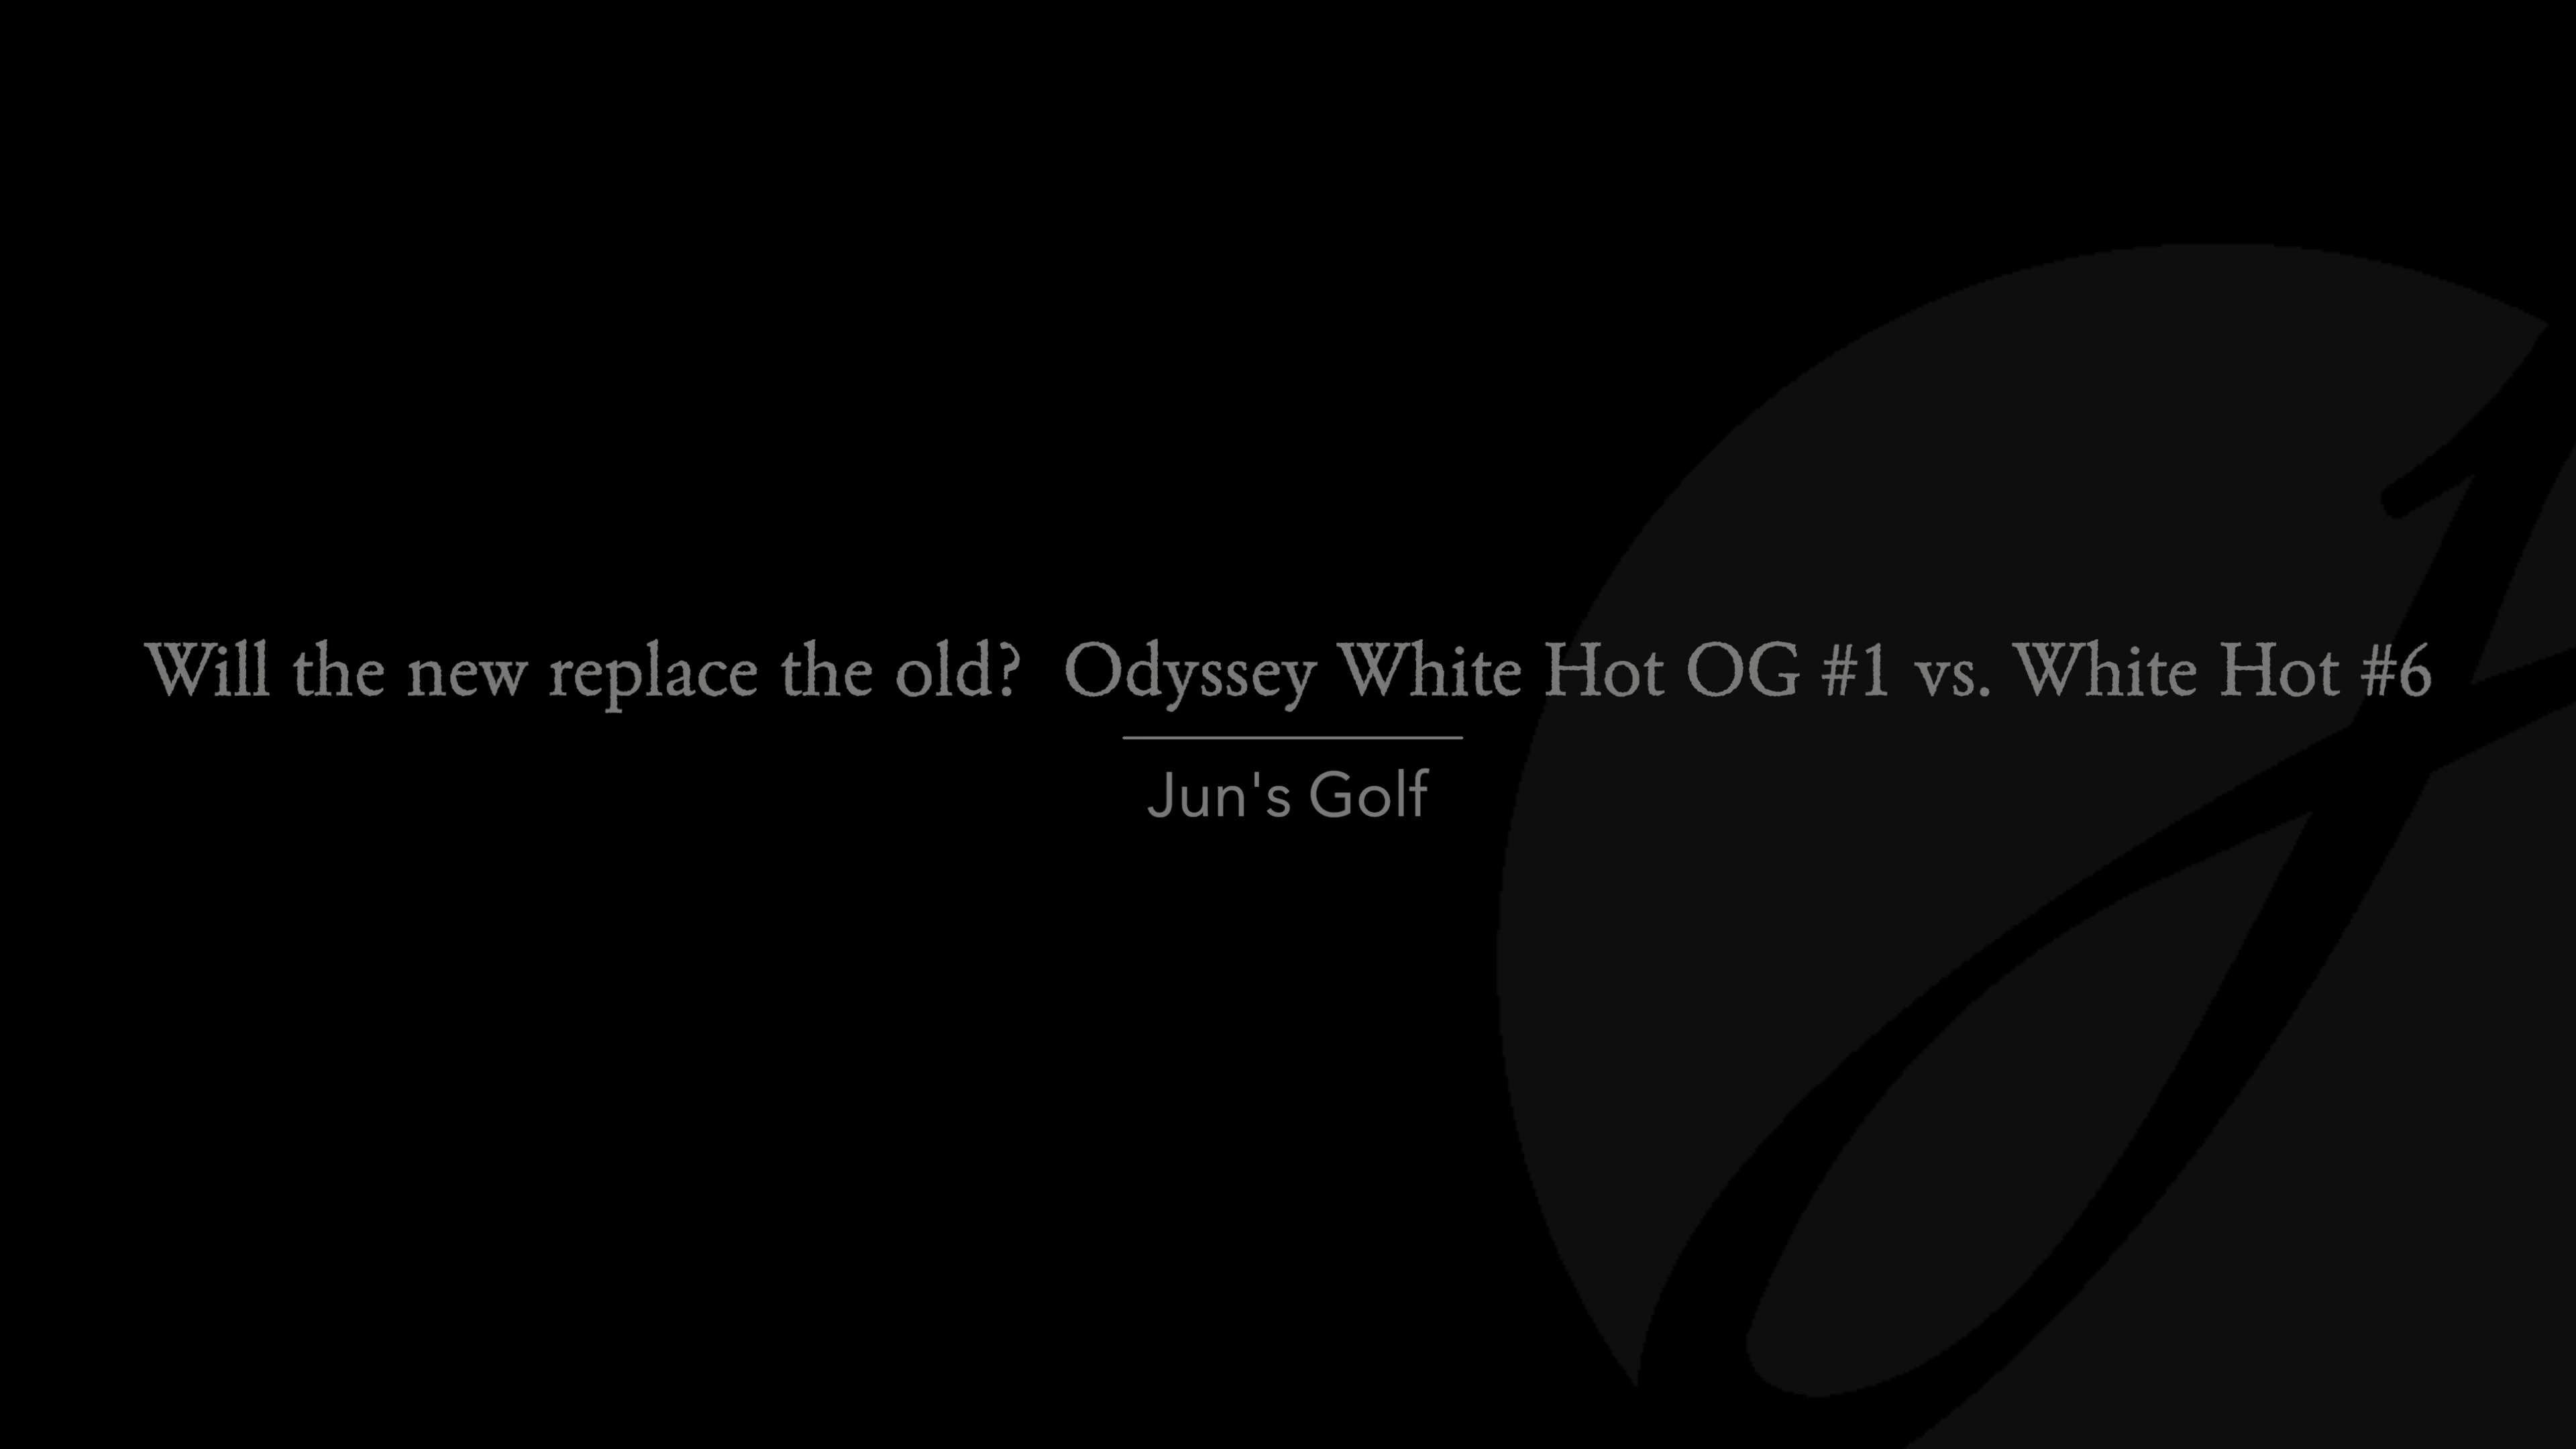 Will the new replace the old?  Odyssey White Hot OG #1 vs. White Hot #6
Jun's Golf